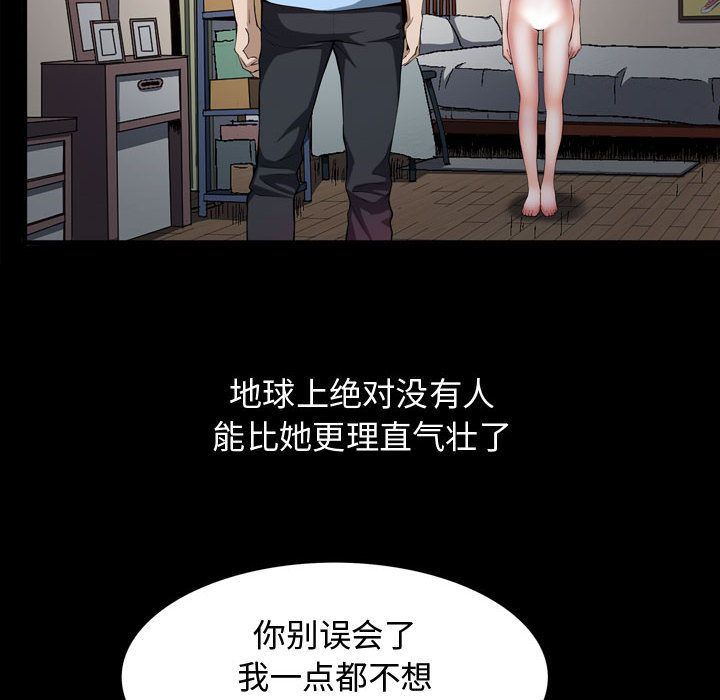 地球上绝对没有人
能比她更理直气壮了
你别误会了
我一点都不想